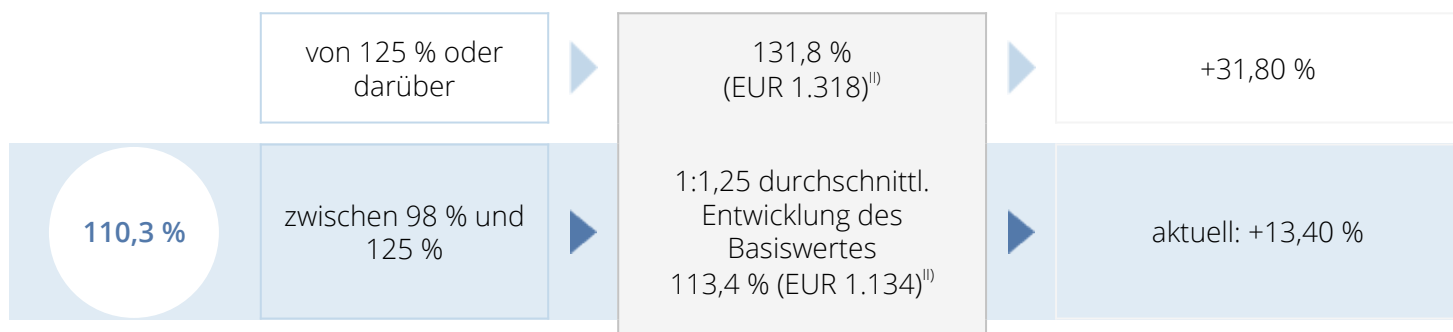 von 125 % oder
darüber
131,8 %
(EUR 1.318)II)
+31,80 %
110,3 %
zwischen 98 % und
125 %
1:1,25 durchschnittl.
Entwicklung des
Basiswertes
113,4 % (EUR 1.134)II)
aktuell: +13,40 %